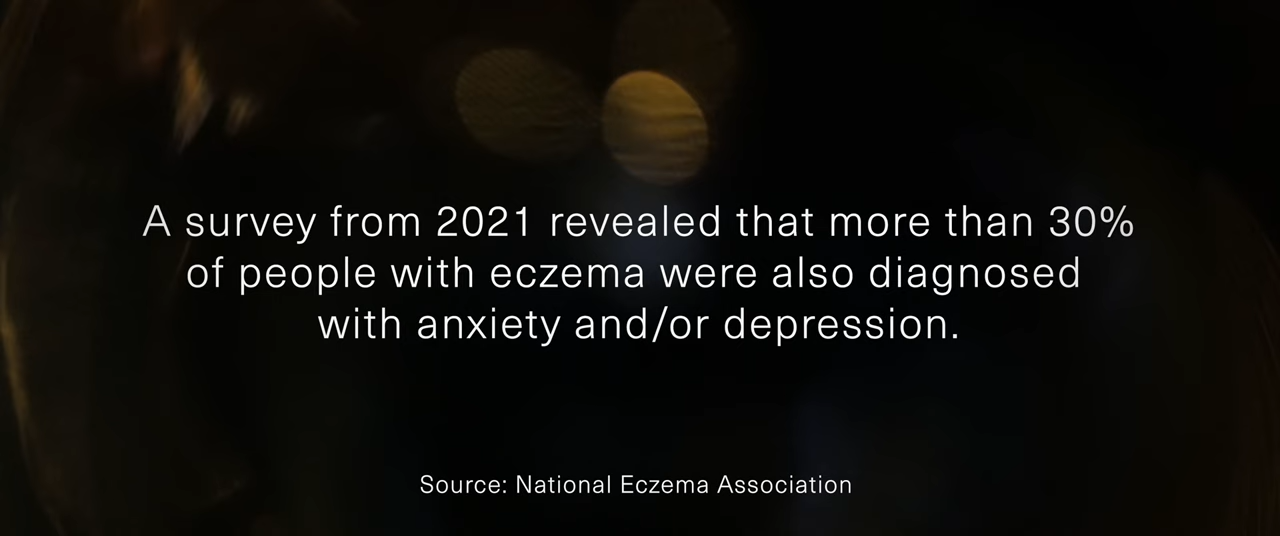 A survey from 2021 revealed that more than 30%
of people with eczema were also diagnosed
with anxiety and/or depression.
Source: National Eczema Association